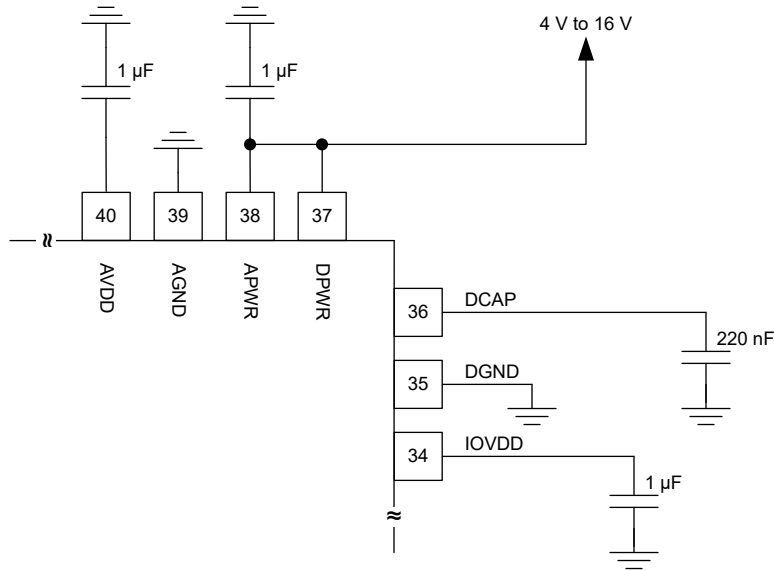 4 V to 16 V
1 µF
1 µF
40
39
38
37
AVDD
AGND
APWR
DPWR
36
DCAP
220 nF
35
DGND
34
IOVDD
1 µF